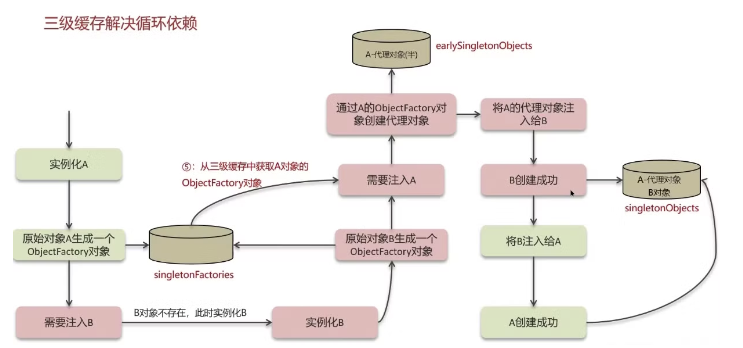 三级缓存解决循环依赖
earlySingletonObjects
A-代理对象(半)
通过A的ObjectFactory对
象创建代理对象
将A的代理对象注
入给B
实例化A
⑤：从三级缓存中获取A对象的
ObjectFactory对象
需要注入A
B创建成功
A-代理对象
B对象
singletonObjects
原始对象A生成一个
ObjectFactory对象
singletonFactories
原始对象B生成一个
ObjectFactory对象
将B注入给A
需要注入B
B对象不存在，此时实例化B
实例化B
A创建成功